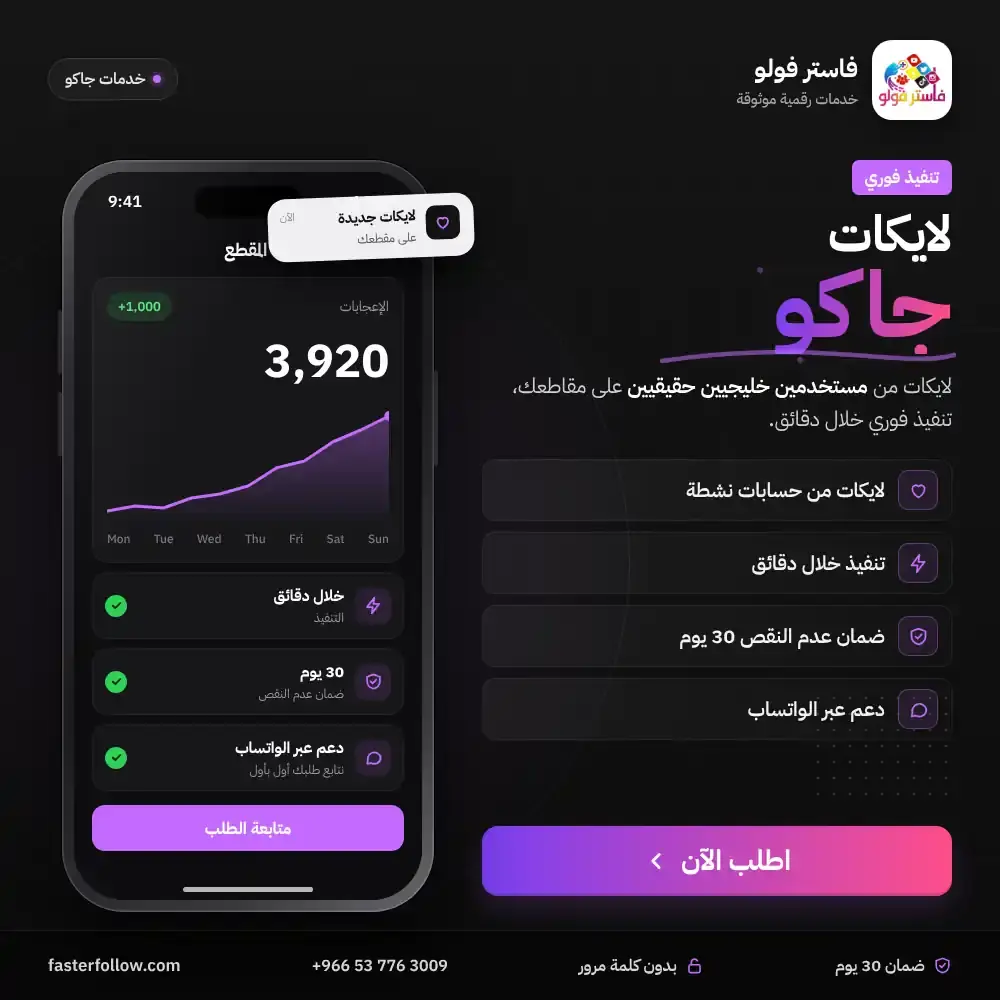 فاستر فولو
فاستر فولو
خدمات رقمية موثوقة
خدمات جاكو
تنفيذ فوري
لايكات
جاكو
لايكات من مستخدمين خليجيين حقيقيين على مقاطعك،
تنفيذ فوري خلال دقائق.
لايكات من حسابات نشطة
تنفيذ خلال دقائق
ضمان عدم النقص 30 يوم
دعم عبر الواتساب
اطلب الآن
9:41
لايكات جديدة
الآن
على مقطعك
المقطع
الإعجابات
+1,000
3,920
Mon Tue Wed Thu Fri Sat Sun
خلال دقائق
التنفيذ
30 يوم
ضمان عدم النقص
دعم عبر الواتساب
نتابع طلبك أول بأول
متابعة الطلب
ضمان 30 يوم
بدون كلمة مرور
+966 53 776 3009
fasterfollow.com